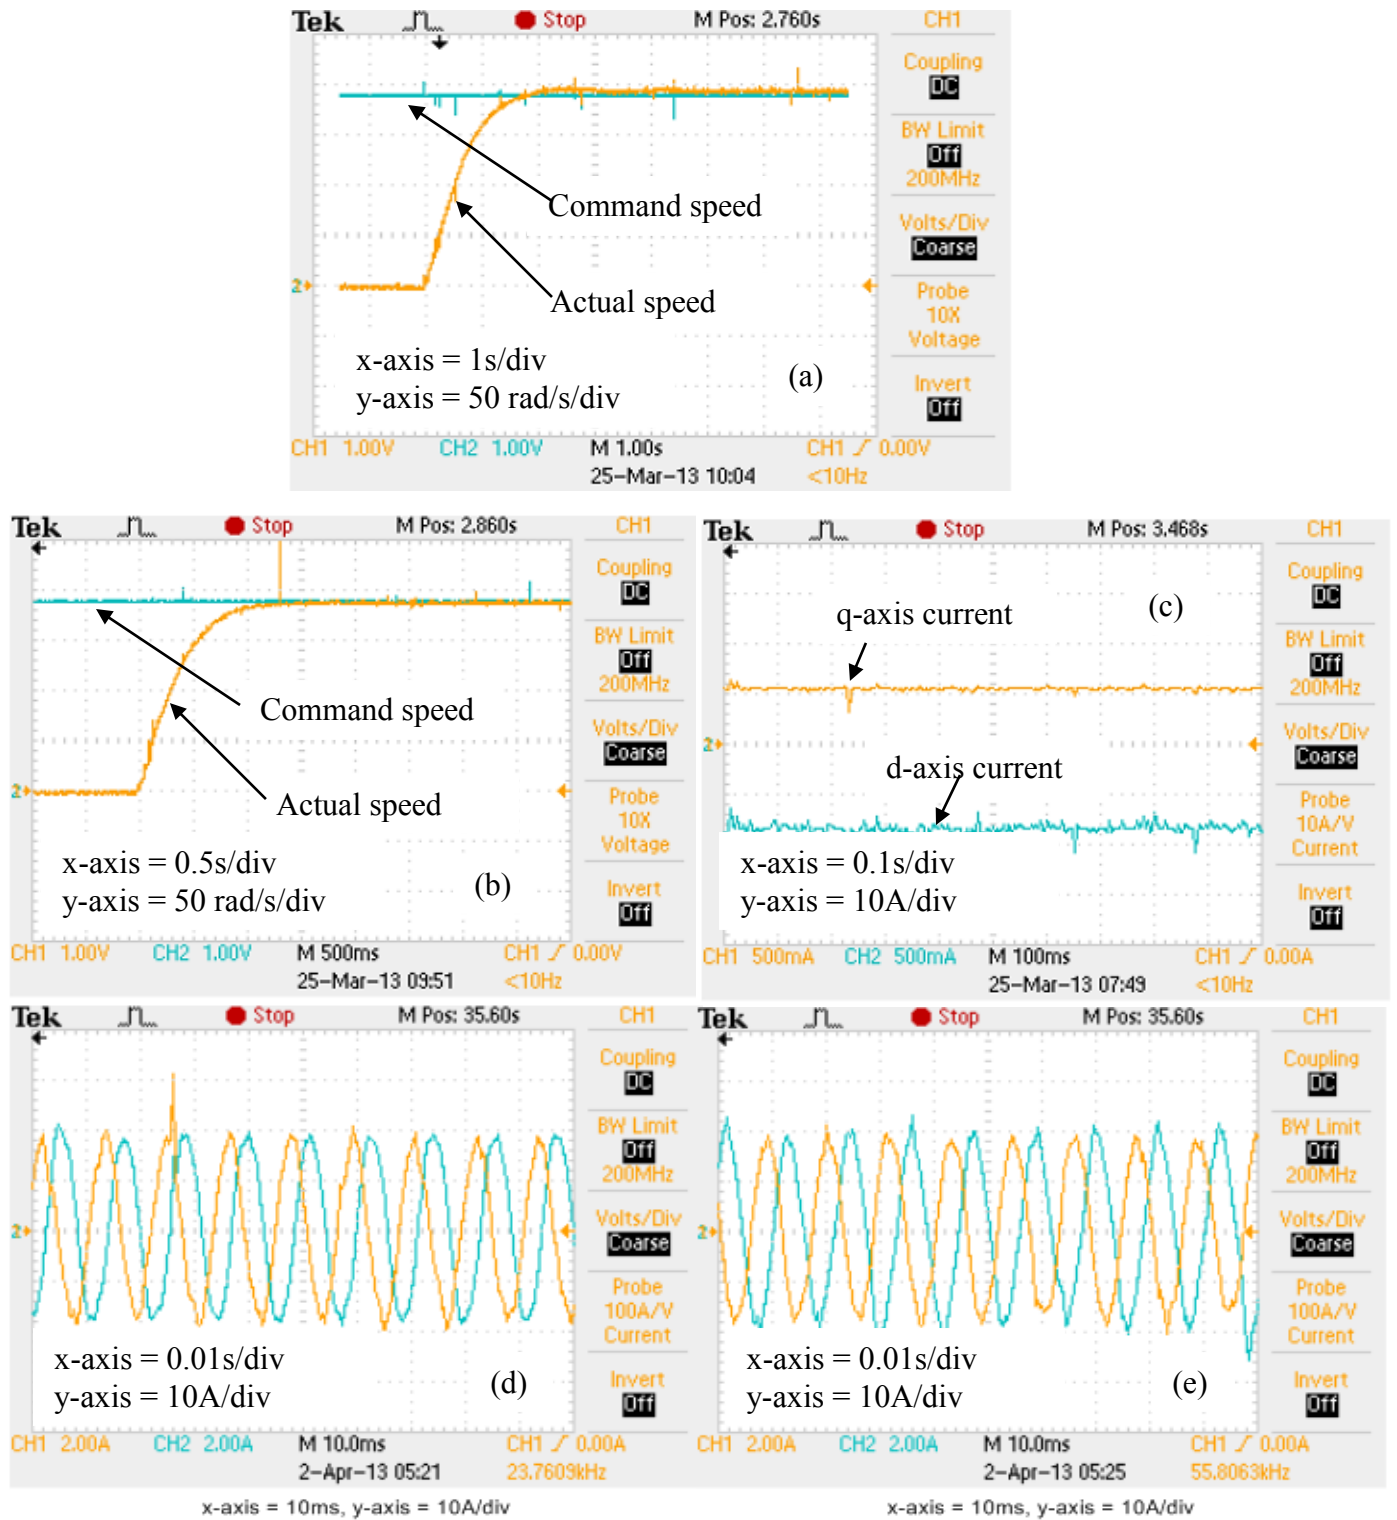 Tek Stop M Pos: 2.760s CH1
Coupling
DC
BW Limit
Off
200MHz
Command speed
Volts/Div
Coarse
Actual speed
2
Probe
10X
Voltage
x-axis = 1s/div
y-axis = 50 rad/s/div
(a)
Invert
Off
CH1 1.00V CH2 1.00V M 1.00s CH1 0.00V
25-Mar-13 10:04 <10Hz
Tek Stop M Pos: 2.860s CH1
Coupling
DC
BW Limit
Off
200MHz
Command speed
Volts/Div
Coarse
2
Actual speed
Probe
10X
Voltage
x-axis = 0.5s/div
y-axis = 50 rad/s/div
(b)
Invert
Off
CH1 1.00V CH2 1.00V M 500ms CH1 0.00V
25-Mar-13 09:51 <10Hz
Tek Stop M Pos: 3.468s CH1
Coupling
DC
(c)
q-axis current
BW Limit
Off
200MHz
Volts/Div
Coarse
2
d-axis current
Probe
10A/V
Current
x-axis = 0.1s/div
y-axis = 10A/div
Invert
Off
CH1 500mA CH2 500mA M 100ms CH1 0.00A
25-Mar-13 07:49 <10Hz
Tek Stop M Pos: 35.60s CH1
Coupling
DC
BW Limit
Off
200MHz
Volts/Div
Coarse
2
Probe
100A/V
Current
x-axis = 0.01s/div
y-axis = 10A/div
(d)
Invert
Off
CH1 2.00A CH2 2.00A M 10.0ms CH1 0.00A
2-Apr-13 05:21 23.7609kHz
x-axis = 10ms, y-axis = 10A/div
Tek Stop M Pos: 35.60s CH1
Coupling
DC
BW Limit
Off
200MHz
Volts/Div
Coarse
2
Probe
100A/V
Current
x-axis = 0.01s/div
y-axis = 10A/div
(e)
Invert
Off
CH1 2.00A CH2 2.00A M 10.0ms CH1 0.00A
2-Apr-13 05:25 55.8063kHz
x-axis = 10ms, y-axis = 10A/div